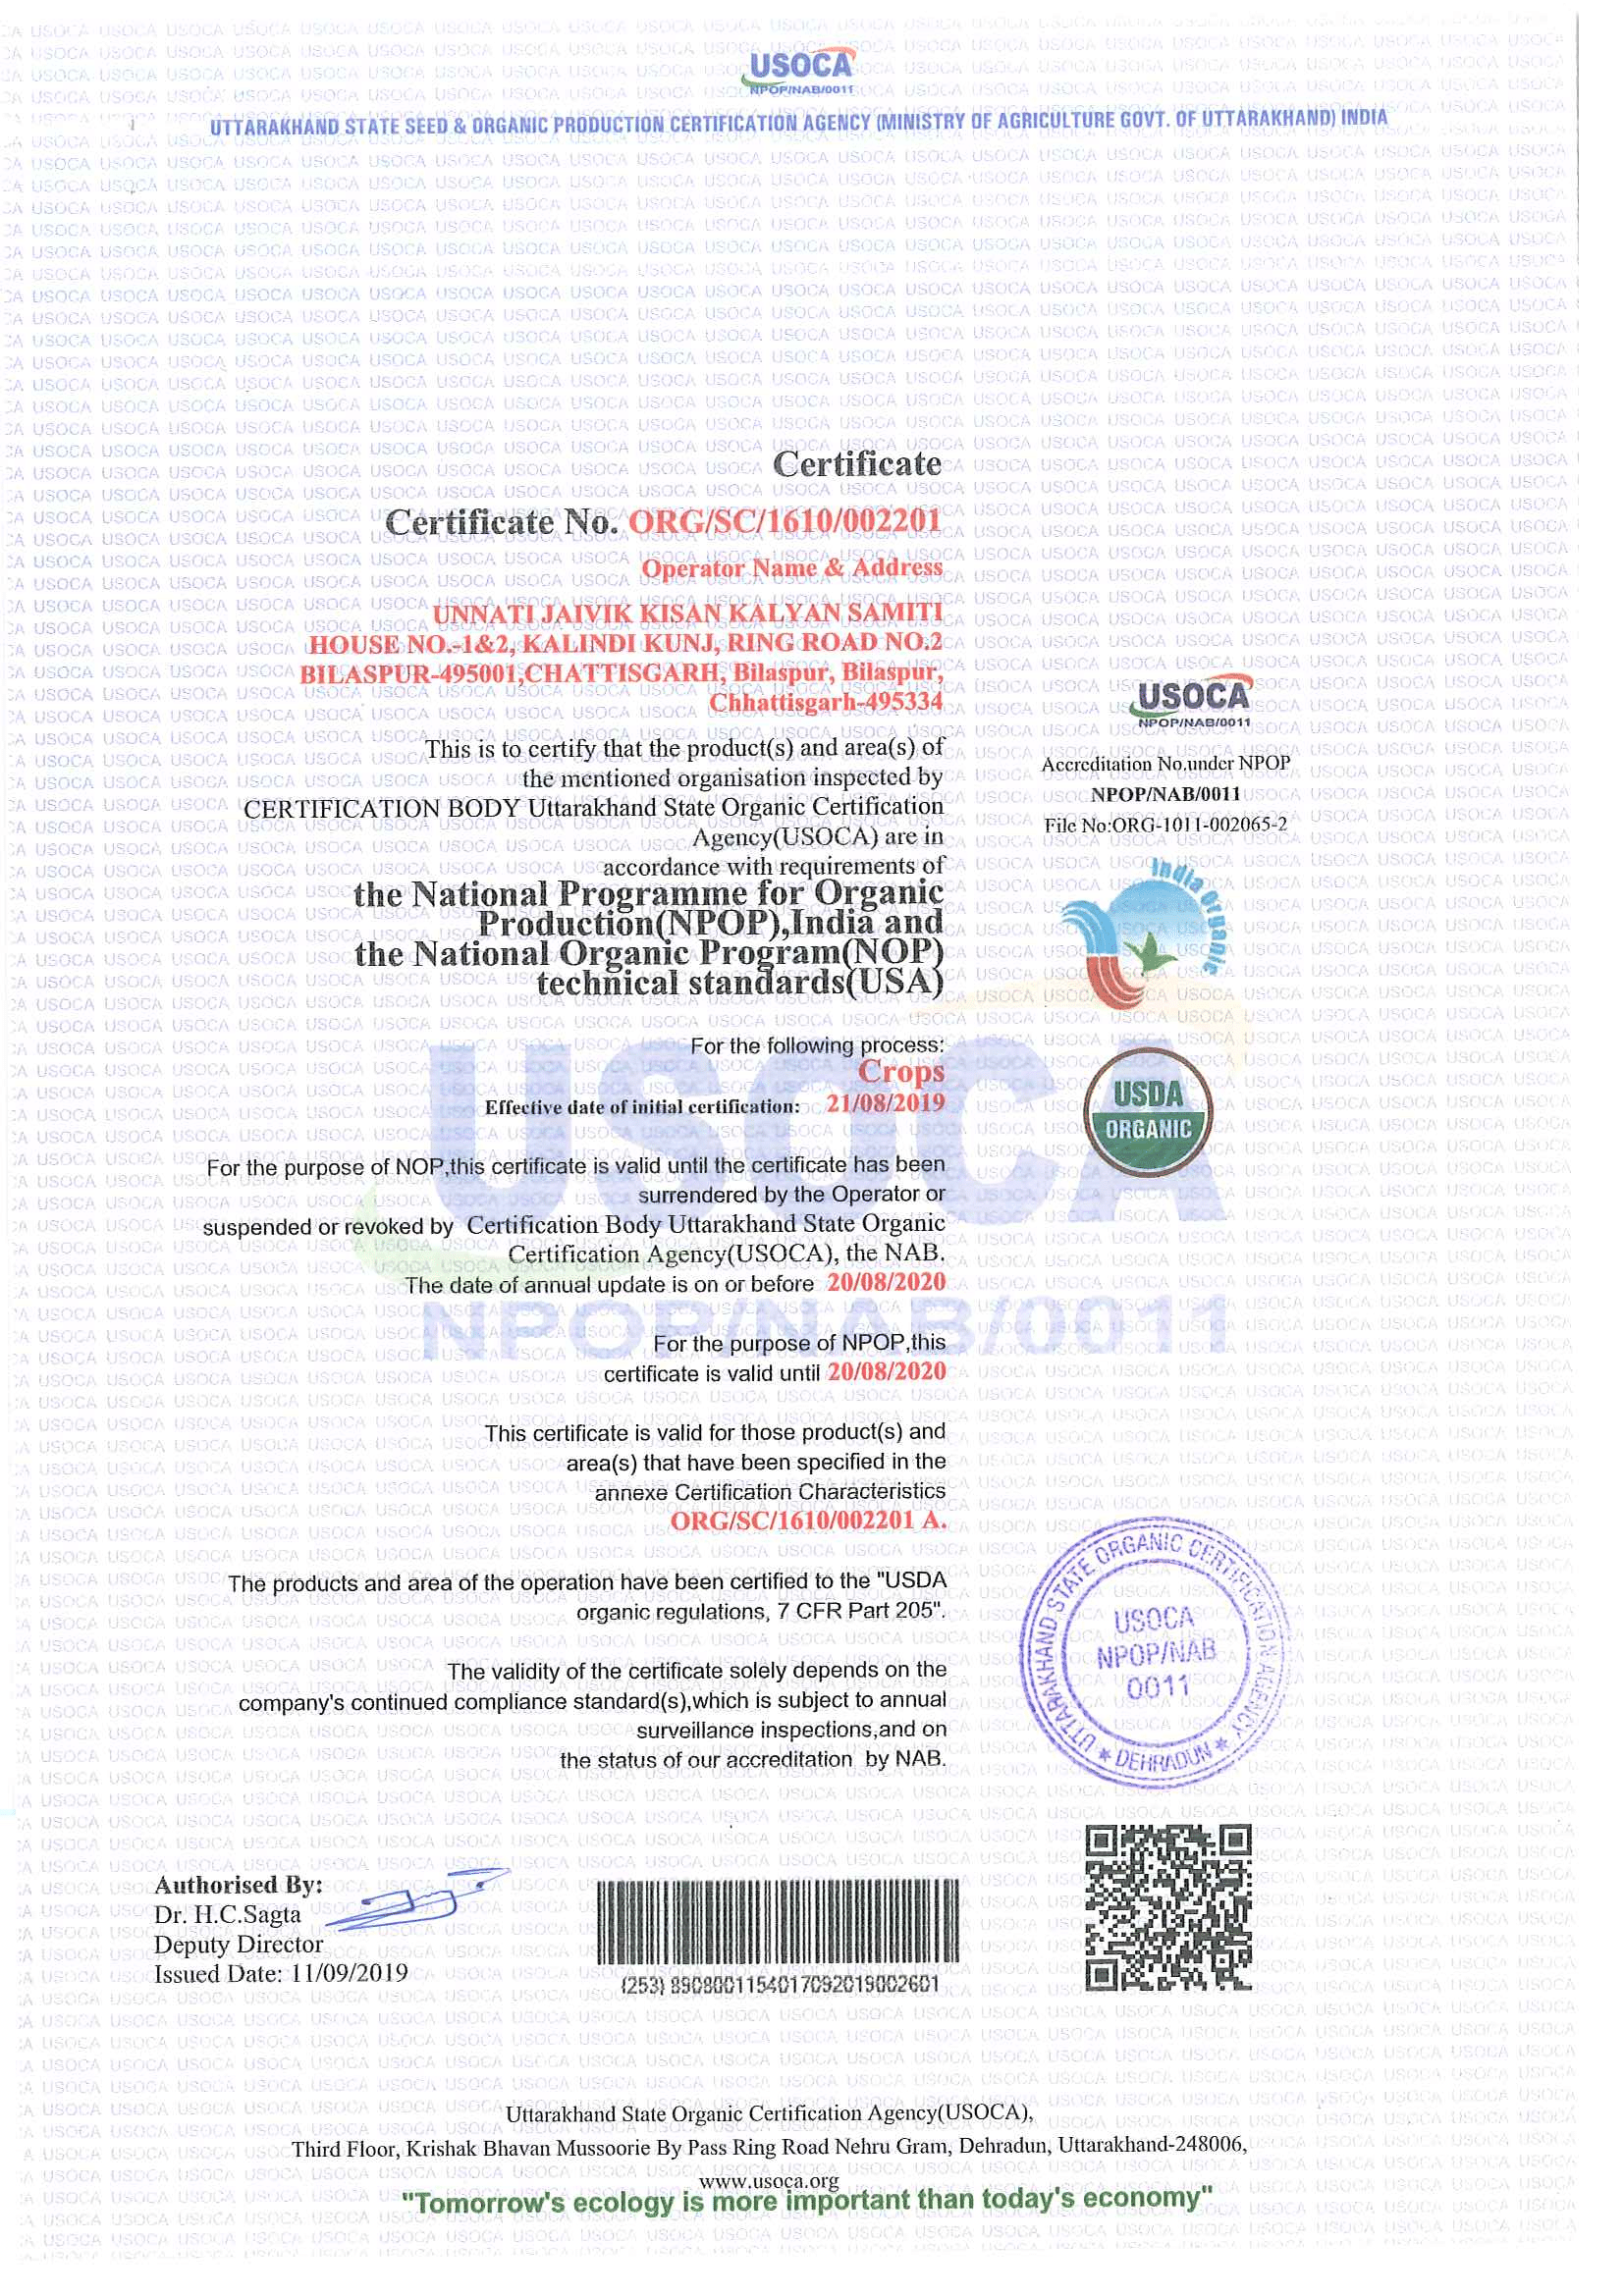 USOCA
NPOP/NAB/0011
UTTARAKHAND STATE SEED & ORGANIC PRODUCTION CERTIFICATION AGENCY (MINISTRY OF AGRICULTURE GOVT. OF UTTARAKHAND) INDIA
Certificate
Certificate No. ORG/SC/1610/002201
Operator Name & Address
UNNATI JAIVIK KISAN KALYAN SAMITI
HOUSE NO.-1&2, KALINDI KUNJ, RING ROAD NO.2
BILASPUR-495001,CHATTISGARH, Bilaspur, Bilaspur,
Chhattisgarh-495334
This is to certify that the product(s) and area(s) of
the mentioned organisation inspected by
CERTIFICATION BODY Uttarakhand State Organic Certification
Agency(USOCA) are in
accordance with requirements of
the National Programme for Organic
Production(NPOP),India and
the National Organic Program(NOP)
technical standards(USA)
For the following process:
Crops
Effective date of initial certification: 21/08/2019
For the purpose of NOP,this certificate is valid until the certificate has been
surrendered by the Operator or
suspended or revoked by Certification Body Uttarakhand State Organic
Certification Agency(USOCA), the NAB.
The date of annual update is on or before 20/08/2020
For the purpose of NPOP,this
certificate is valid until 20/08/2020
This certificate is valid for those product(s) and
area(s) that have been specified in the
annexe Certification Characteristics
ORG/SC/1610/002201 A.
The products and area of the operation have been certified to the "USDA
organic regulations, 7 CFR Part 205".
The validity of the certificate solely depends on the
company's continued compliance standard(s),which is subject to annual
surveillance inspections,and on
the status of our accreditation by NAB.
USOCA
NPOP/NAB/0011
Accreditation No,under NPOP
NPOP/NAB/0011
File No:ORG-1011-002065-2
India Organic
USDA
ORGANIC
USOCA
NPOP/NAB/0011
UTTARAKHAND STATE ORGANIC CERTIFICATION AGENCY
* DEHRADUN *
USOCA
NPOP/NAB
0011
Authorised By:
Dr. H.C.Sagta
Deputy Director
Issued Date: 11/09/2019
(253) 8908001154017092019002601
Uttarakhand State Organic Certification Agency(USOCA),
Third Floor, Krishak Bhavan Mussoorie By Pass Ring Road Nehru Gram, Dehradun, Uttarakhand-248006,
www.usoca.org
"Tomorrow's ecology is more important than today's economy"